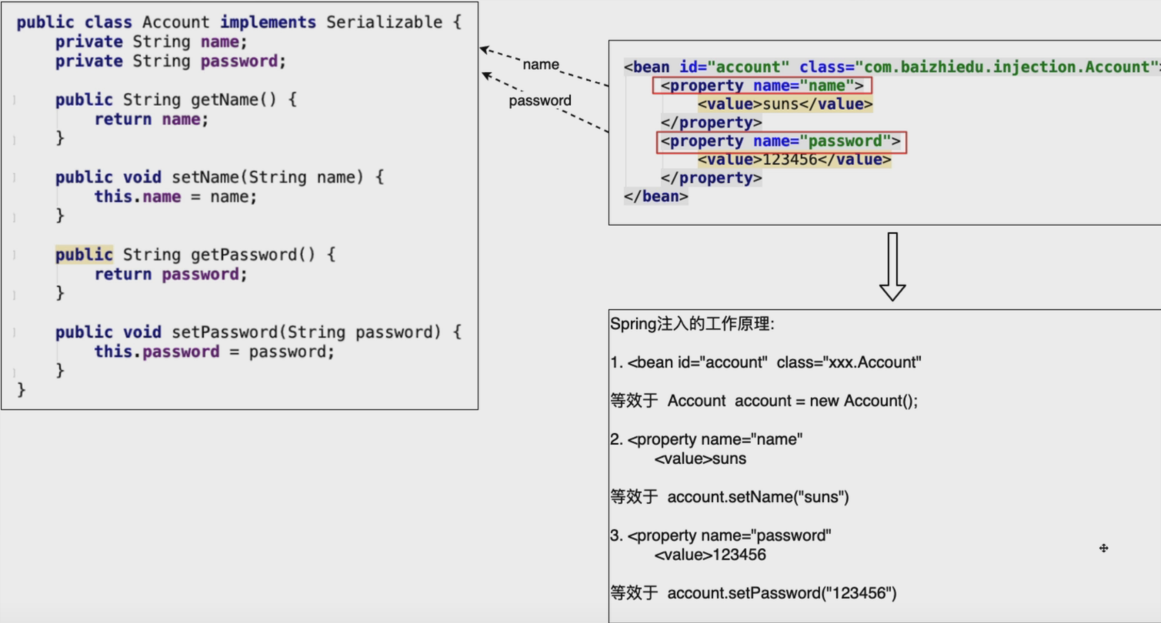 public class Account implements Serializable {
private String name;
private String password;
public String getName() {
return name;
}
public void setName(String name) {
this.name = name;
}
public String getPassword() {
return password;
}
public void setPassword(String password) {
this.password = password;
}
}
name
password
<bean id="account" class="com.baizhiedu.injection.Account">
<property name="name">
<value>suns</value>
</property>
<property name="password">
<value>123456</value>
</property>
</bean>
Spring注入的工作原理:
1. <bean id="account" class="xxx.Account"
等效于 Account account = new Account();
2. <property name="name"
<value>suns
等效于 account.setName("suns")
3. <property name="password"
<value>123456
等效于 account.setPassword("123456")